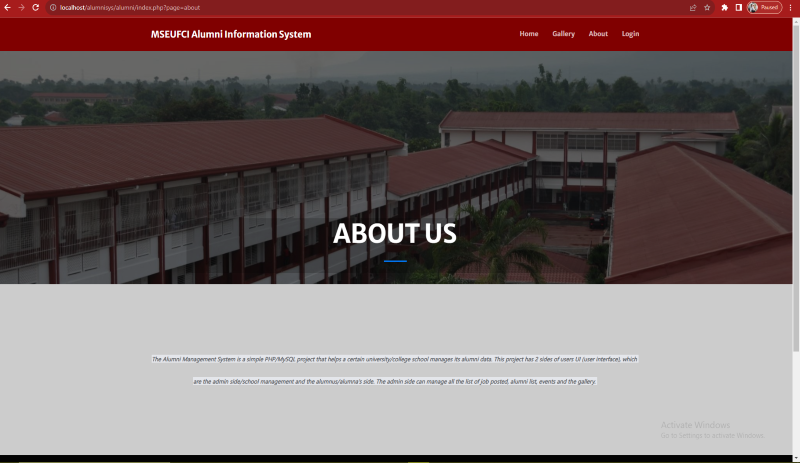 localhost/alumnisys/alumni/index.php?page=about
Paused
MSEUFCI Alumni Information System
Home Gallery About Login
ABOUT US
The Alumni Management System is a simple PHP/MySQL project that helps a certain university/college school manages its alumni data. This project has 2 sides of users UI (user interface), which
are the admin side/school management and the alumnus/alumna's side. The admin side can manage all the list of job posted, alumni list, events and the gallery.
Activate Windows
Go to Settings to activate Windows.